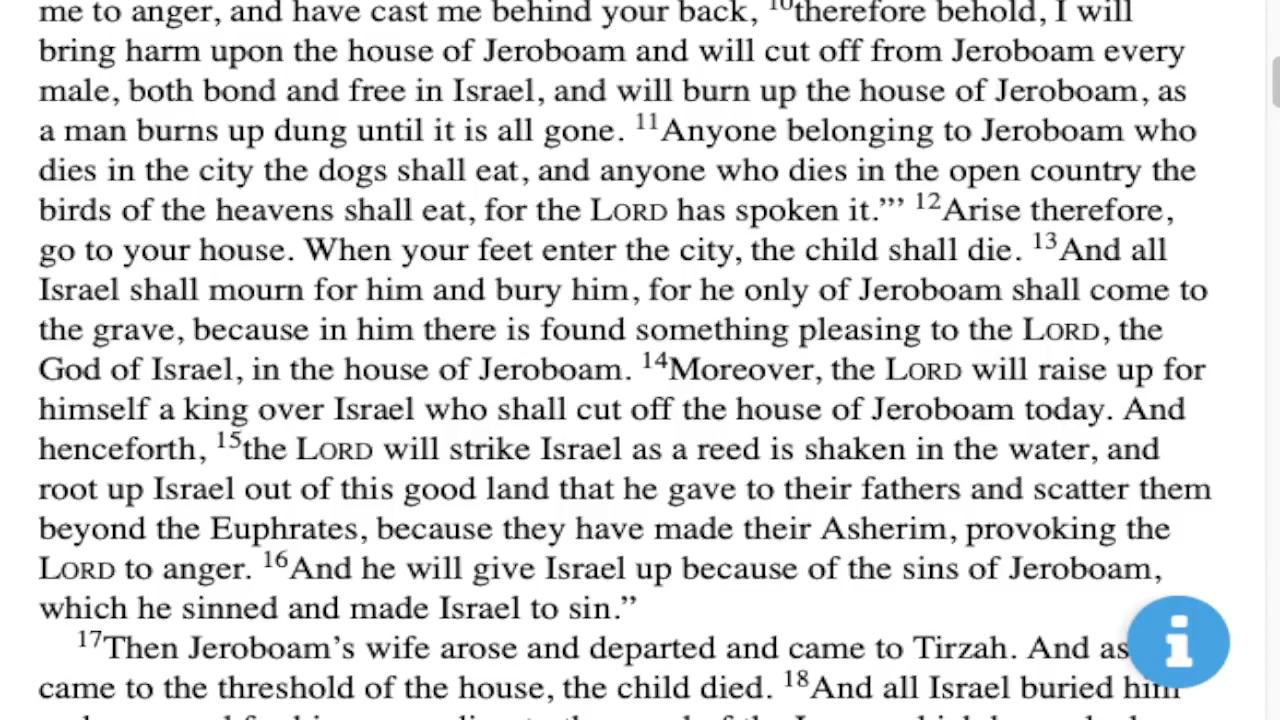 me to anger, and have cast me behind your back, 10therefore behold, I will
bring harm upon the house of Jeroboam and will cut off from Jeroboam every
male, both bond and free in Israel, and will burn up the house of Jeroboam, as
a man burns up dung until it is all gone. 11Anyone belonging to Jeroboam who
dies in the city the dogs shall eat, and anyone who dies in the open country the
birds of the heavens shall eat, for the LORD has spoken it.”’ 12Arise therefore,
go to your house. When your feet enter the city, the child shall die. 13And all
Israel shall mourn for him and bury him, for he only of Jeroboam shall come to
the grave, because in him there is found something pleasing to the LORD, the
God of Israel, in the house of Jeroboam. 14Moreover, the LORD will raise up for
himself a king over Israel who shall cut off the house of Jeroboam today. And
henceforth, 15the LORD will strike Israel as a reed is shaken in the water, and
root up Israel out of this good land that he gave to their fathers and scatter them
beyond the Euphrates, because they have made their Asherim, provoking the
LORD to anger. 16And he will give Israel up because of the sins of Jeroboam,
which he sinned and made Israel to sin.”
17Then Jeroboam’s wife arose and departed and came to Tirzah. And as
came to the threshold of the house, the child died. 18And all Israel buried him